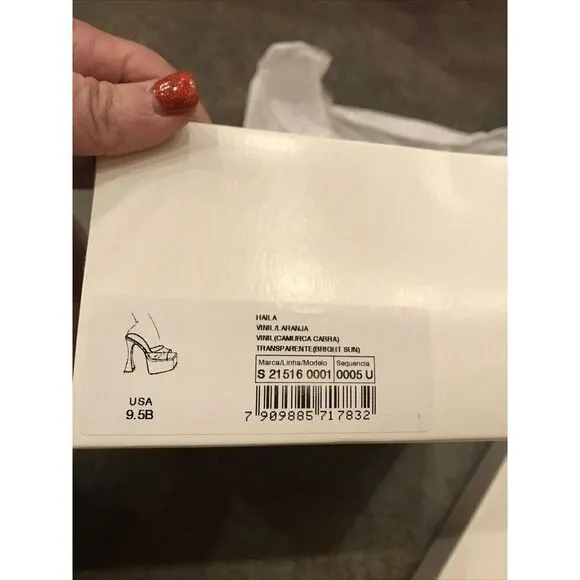 HAILA
VINIL/LARANJA
VINIL(CAMURCA CABRA)
TRANSPARENTE(BRIGHT SUN)
Marca/Linha/Modelo Sequencia
S 21516 0001 0005 U
USA
9.5B
7 909885 717832